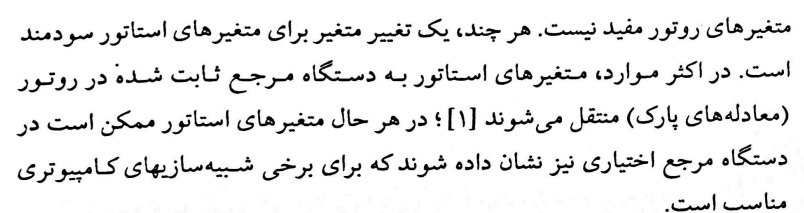 متغیرهای روتور مفید نیست. هر چند، یک تغییر متغیر برای متغیرهای استاتور سودمند
است. در اکثر موارد، متغیرهای استاتور به دستگاه مرجع ثابت شده در روتور
(معادله‌های پارک) منتقل می‌شوند [۱]؛ در هر حال متغیرهای استاتور ممکن است در
دستگاه مرجع اختیاری نیز نشان داده شوند که برای برخی شبیه‌سازیهای کامپیوتری
مناسب است.